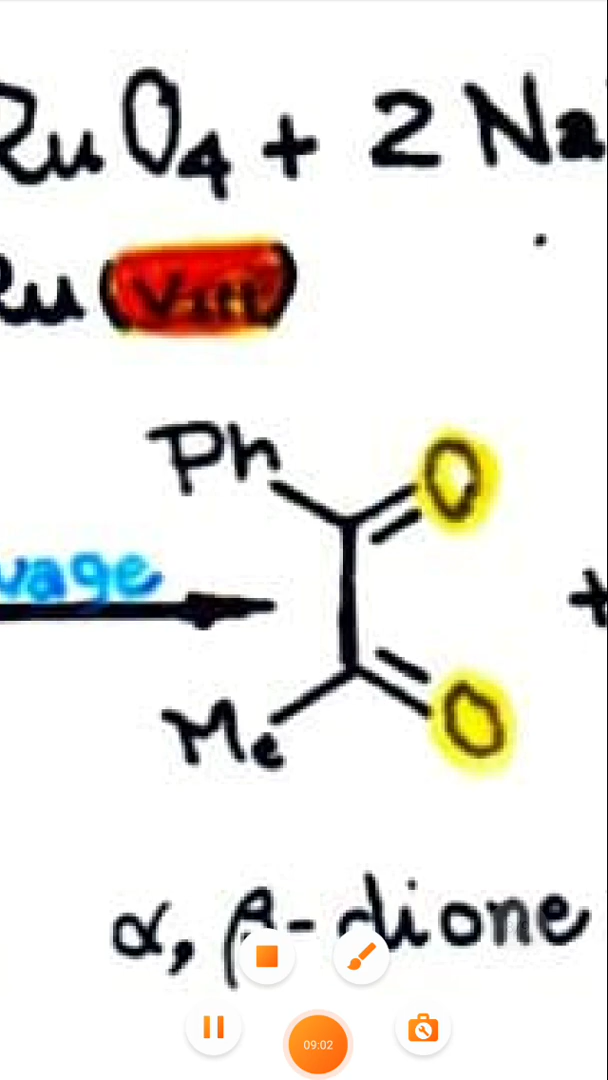 RuO4 + 2 Na
Ru(VIII)
Ph
O
vage
+
O
Me
α, β-dione
09:02